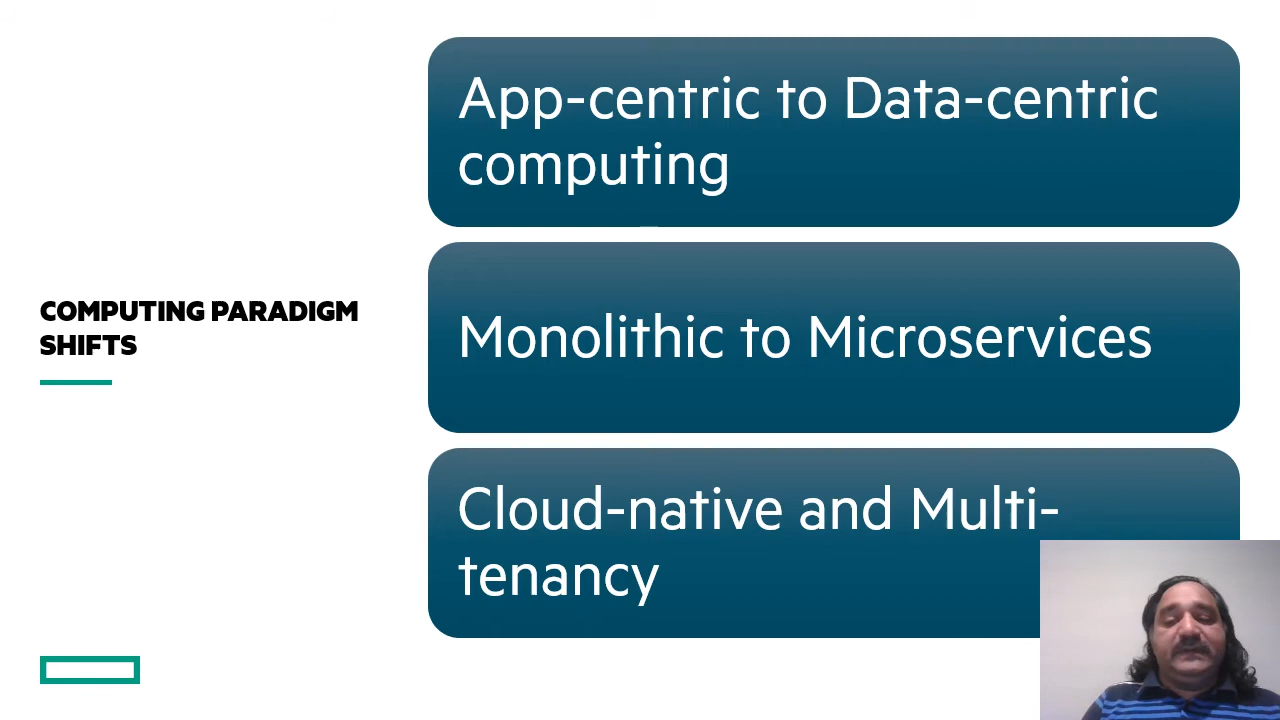 COMPUTING PARADIGM
SHIFTS
App-centric to Data-centric
computing
Monolithic to Microservices
Cloud-native and Multi-
tenancy